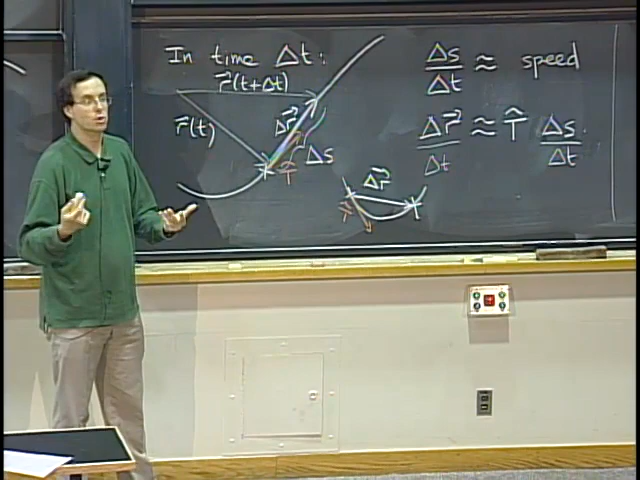 In time Δt:
r⃗(t+Δt)
r⃗(t)
Δr⃗
Δs
T̂
Δr⃗
T̂
Δs/Δt ≈ speed
Δr⃗/Δt ≈ T̂ Δs/Δt